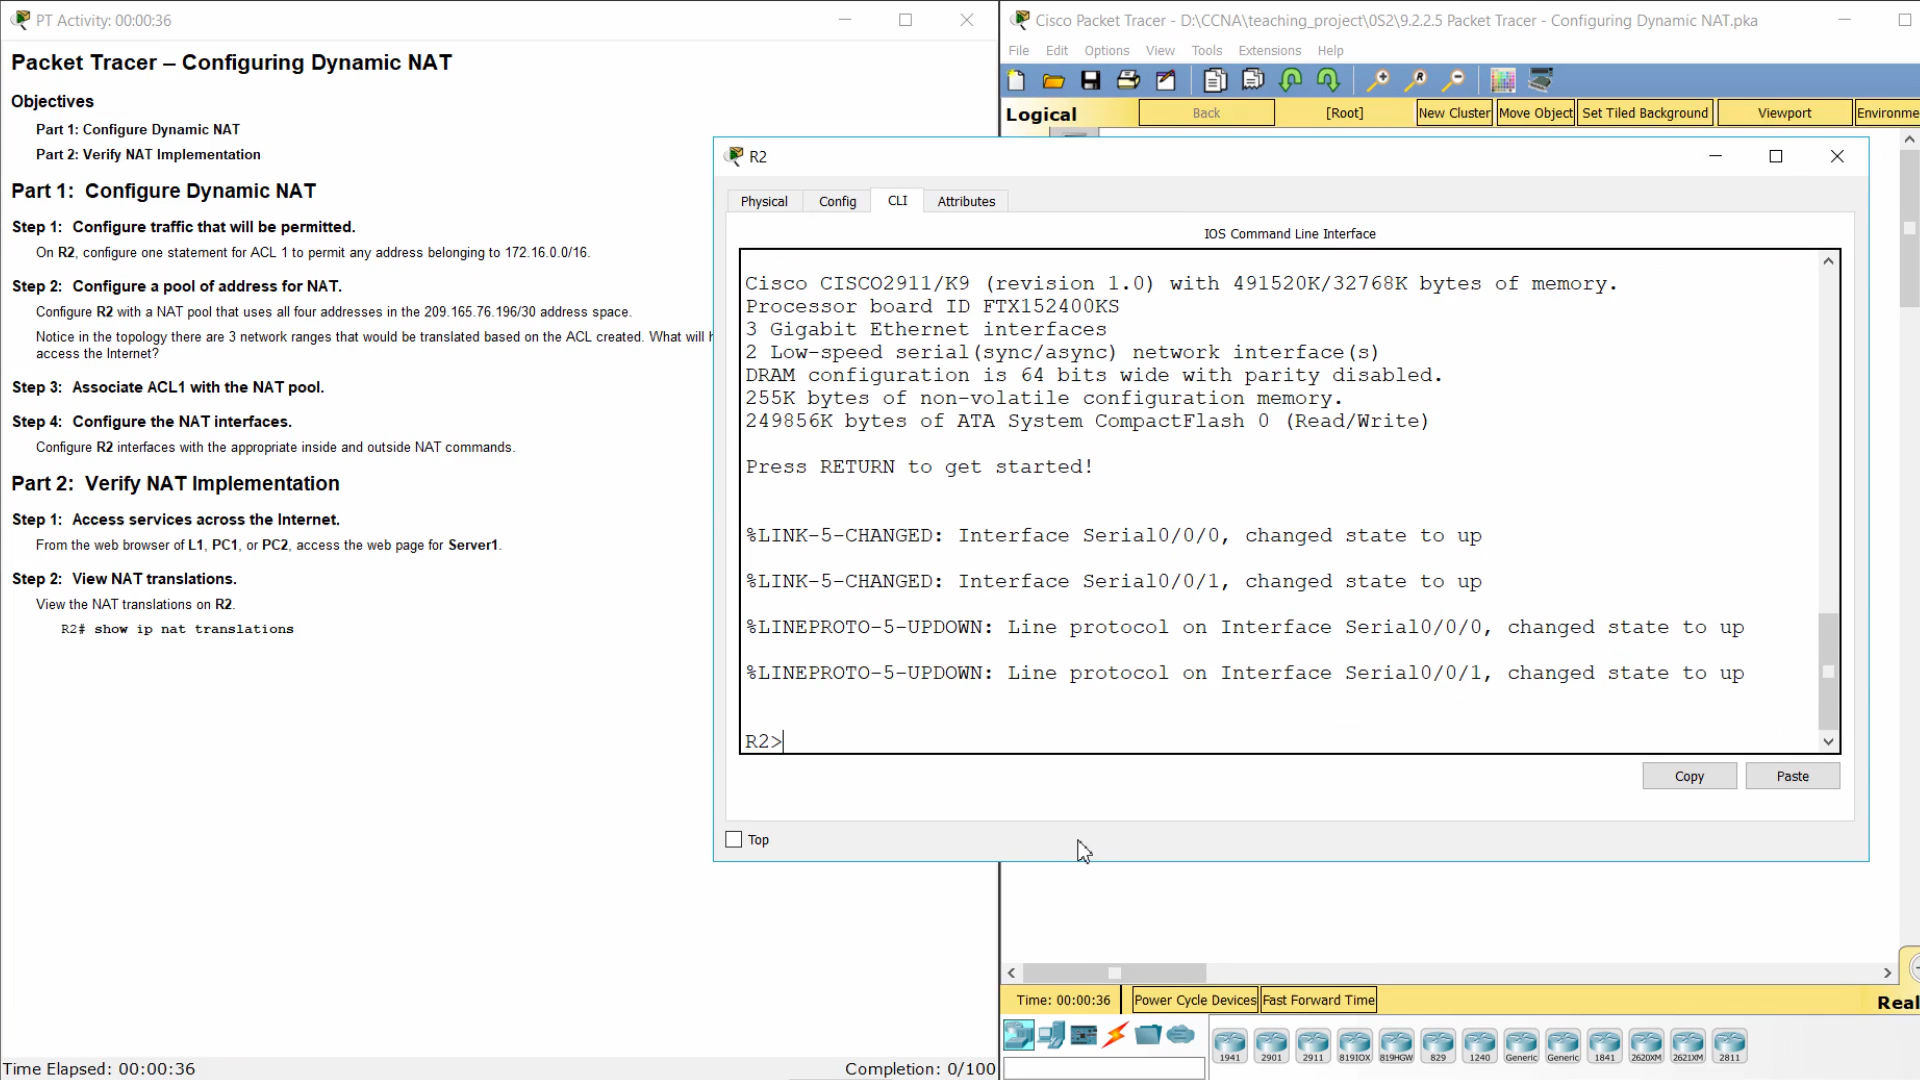 PT Activity: 00:00:36
Packet Tracer – Configuring Dynamic NAT
Objectives
Part 1: Configure Dynamic NAT
Part 2: Verify NAT Implementation
Part 1: Configure Dynamic NAT
Step 1: Configure traffic that will be permitted.
On R2, configure one statement for ACL 1 to permit any address belonging to 172.16.0.0/16.
Step 2: Configure a pool of address for NAT.
Configure R2 with a NAT pool that uses all four addresses in the 209.165.76.196/30 address space.
Notice in the topology there are 3 network ranges that would be translated based on the ACL created. What will
access the Internet?
Step 3: Associate ACL1 with the NAT pool.
Step 4: Configure the NAT interfaces.
Configure R2 interfaces with the appropriate inside and outside NAT commands.
Part 2: Verify NAT Implementation
Step 1: Access services across the Internet.
From the web browser of L1, PC1, or PC2, access the web page for Server1.
Step 2: View NAT translations.
View the NAT translations on R2.
R2# show ip nat translations
Time Elapsed: 00:00:36
Completion: 0/100
Cisco Packet Tracer - D:\CCNA\teaching_project\0S2\9.2.2.5 Packet Tracer - Configuring Dynamic NAT.pka
File Edit Options View Tools Extensions Help
Logical Back [Root] New Cluster Move Object Set Tiled Background Viewport Environme
R2
Physical Config CLI Attributes
IOS Command Line Interface
Cisco CISCO2911/K9 (revision 1.0) with 491520K/32768K bytes of memory.
Processor board ID FTX152400KS
3 Gigabit Ethernet interfaces
2 Low-speed serial(sync/async) network interface(s)
DRAM configuration is 64 bits wide with parity disabled.
255K bytes of non-volatile configuration memory.
249856K bytes of ATA System CompactFlash 0 (Read/Write)
Press RETURN to get started!
%LINK-5-CHANGED: Interface Serial0/0/0, changed state to up
%LINK-5-CHANGED: Interface Serial0/0/1, changed state to up
%LINEPROTO-5-UPDOWN: Line protocol on Interface Serial0/0/0, changed state to up
%LINEPROTO-5-UPDOWN: Line protocol on Interface Serial0/0/1, changed state to up
R2>
Copy Paste
Top
Time: 00:00:36 Power Cycle Devices Fast Forward Time Real
1941 2901 2911 819IOX 819HGW 829 1240 Generic Generic 1841 2620XM 2621XM 2811